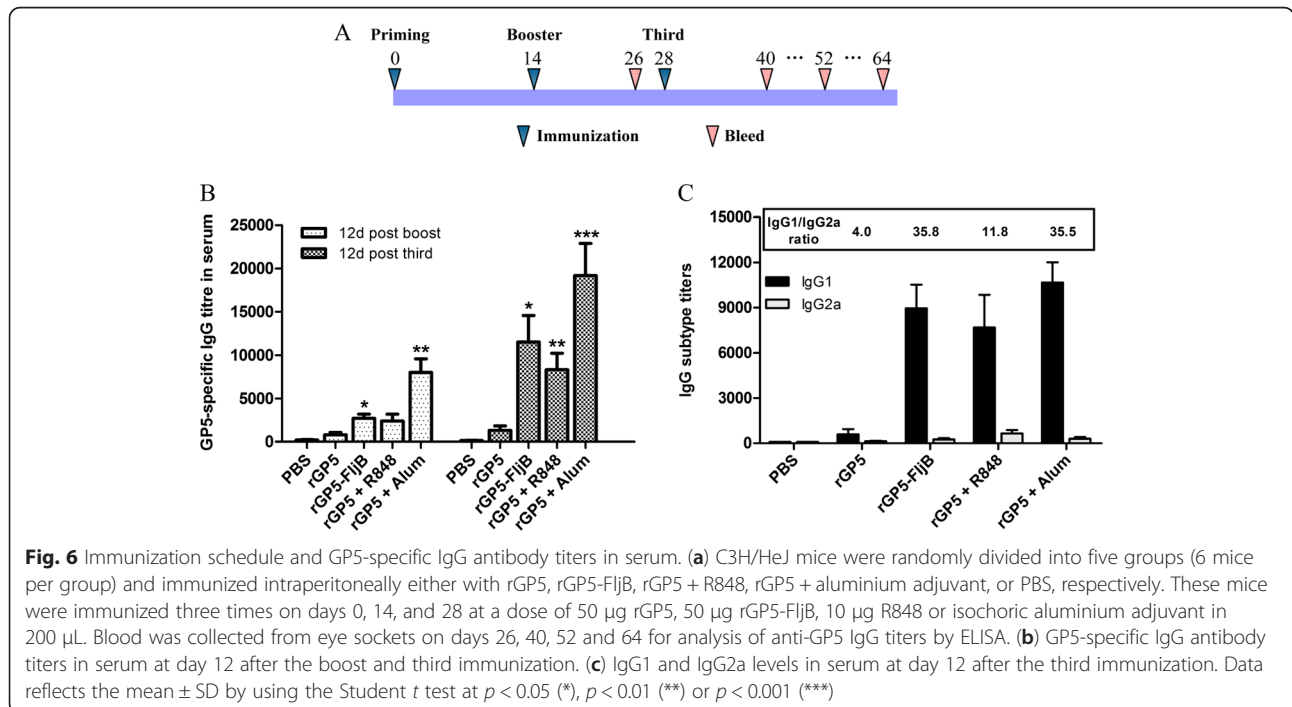 A
Priming Booster Third
0 14 26 28 40 ... 52 ... 64
Immunization Bleed
B
GP5-specific IgG titre in serum
25000
20000
15000
10000
5000
0
12d post boost
12d post third
* ** * ** ***
PBS rGP5 rGP5-FljB rGP5 + R848 rGP5 + Alum PBS rGP5 rGP5-FljB rGP5 + R848 rGP5 + Alum
C
IgG subtype titers
15000
12000
9000
6000
3000
0
IgG1/IgG2a
ratio 4.0 35.8 11.8 35.5
IgG1
IgG2a
PBS rGP5 rGP5-FljB rGP5 + R848 rGP5 + Alum
Fig. 6 Immunization schedule and GP5-specific IgG antibody titers in serum. (a) C3H/HeJ mice were randomly divided into five groups (6 mice
per group) and immunized intraperitoneally either with rGP5, rGP5-FljB, rGP5 + R848, rGP5 + aluminium adjuvant, or PBS, respectively. These mice
were immunized three times on days 0, 14, and 28 at a dose of 50 μg rGP5, 50 μg rGP5-FljB, 10 μg R848 or isochoric aluminium adjuvant in
200 μL. Blood was collected from eye sockets on days 26, 40, 52 and 64 for analysis of anti-GP5 IgG titers by ELISA. (b) GP5-specific IgG antibody
titers in serum at day 12 after the boost and third immunization. (c) IgG1 and IgG2a levels in serum at day 12 after the third immunization. Data
reflects the mean ± SD by using the Student t test at p < 0.05 (*), p < 0.01 (**) or p < 0.001 (***)